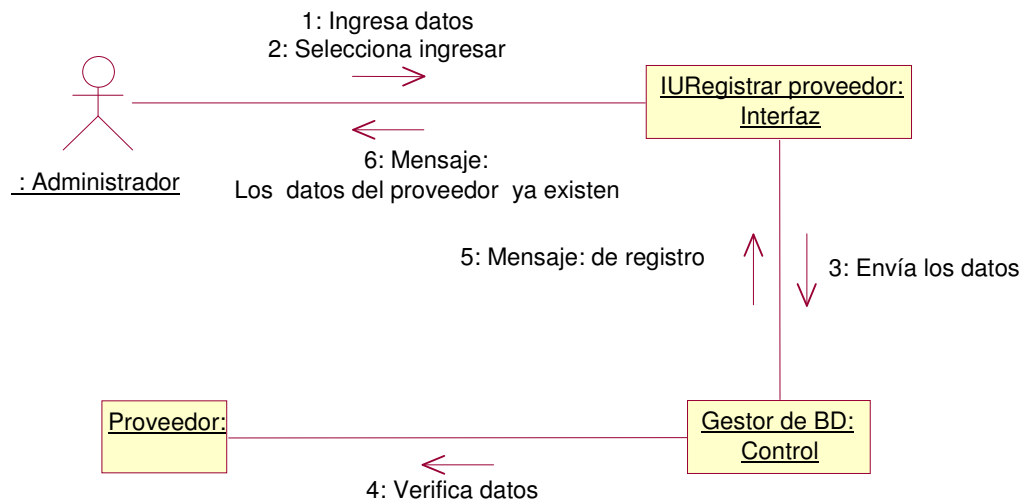 1: Ingresa datos
2: Selecciona ingresar
IURegistrar proveedor:
Interfaz
: Administrador
6: Mensaje:
Los datos del proveedor ya existen
5: Mensaje: de registro
3: Envía los datos
Proveedor:
Gestor de BD:
Control
4: Verifica datos